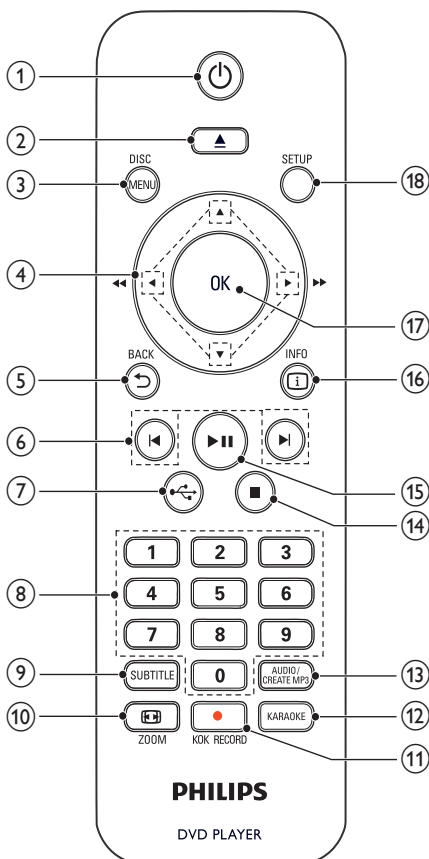 1
2
DISC
MENU
SETUP
3
18
4
OK
17
BACK
INFO
5
i
16
6
15
7
14
1 2 3
4 5 6
7 8 9
8
9
SUBTITLE
0
AUDIO/
CREATE MP3
13
10
KARAOKE
12
ZOOM
KOK RECORD
11
PHILIPS
DVD PLAYER